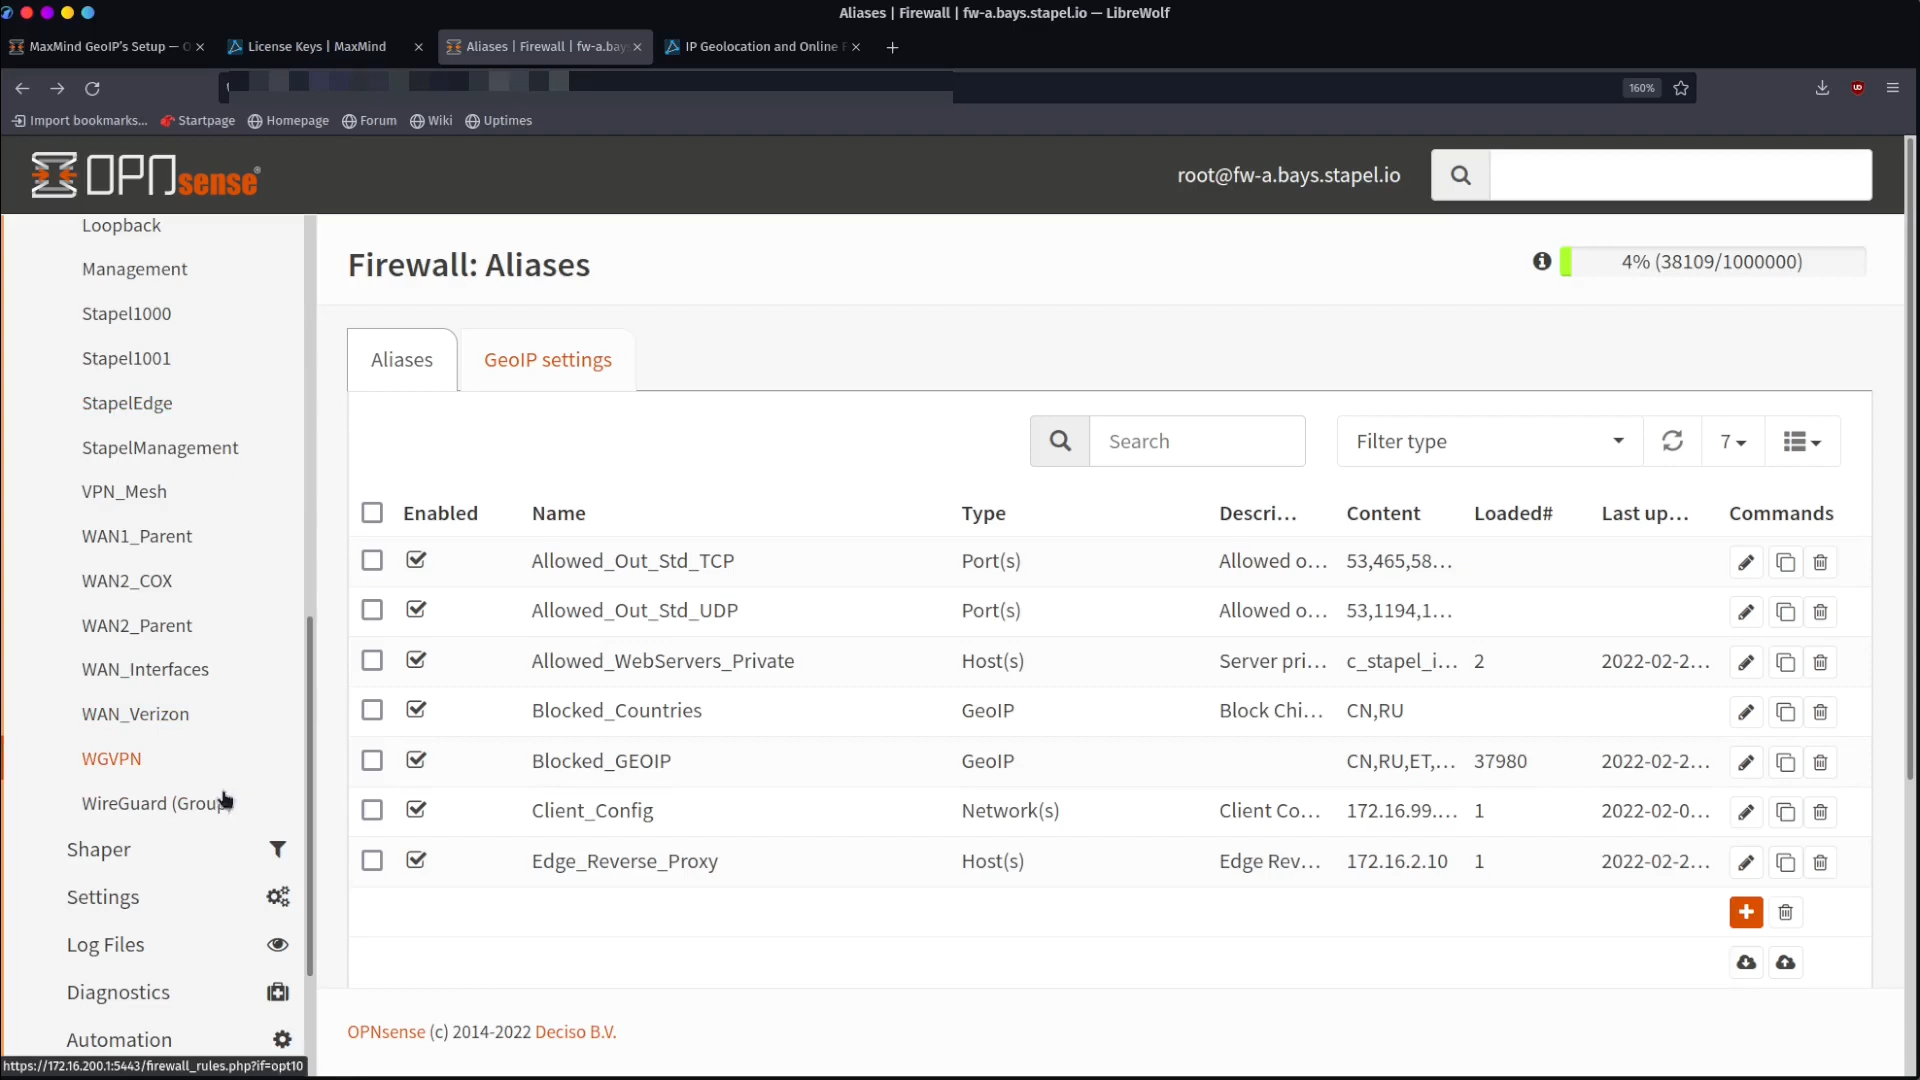 Aliases | Firewall | fw-a.bays.stapel.io — LibreWolf
MaxMind GeoIP's Setup — O
License Keys | MaxMind
Aliases | Firewall | fw-a.bays
IP Geolocation and Online F
160%
Import bookmarks...
Startpage
Homepage
Forum
Wiki
Uptimes
OPNsense®
root@fw-a.bays.stapel.io
Loopback
Management
Stapel1000
Stapel1001
StapelEdge
StapelManagement
VPN_Mesh
WAN1_Parent
WAN2_COX
WAN2_Parent
WAN_Interfaces
WAN_Verizon
WGVPN
WireGuard (Group
Shaper
Settings
Log Files
Diagnostics
Automation
https://172.16.200.1:5443/firewall_rules.php?if=opt10
Firewall: Aliases
4% (38109/1000000)
Aliases
GeoIP settings
Search
Filter type
7
Enabled Name Type Descri... Content Loaded# Last up... Commands
Allowed_Out_Std_TCP Port(s) Allowed o... 53,465,58...
Allowed_Out_Std_UDP Port(s) Allowed o... 53,1194,1...
Allowed_WebServers_Private Host(s) Server pri... c_stapel_i... 2 2022-02-2...
Blocked_Countries GeoIP Block Chi... CN,RU
Blocked_GEOIP GeoIP CN,RU,ET,... 37980 2022-02-2...
Client_Config Network(s) Client Co... 172.16.99.... 1 2022-02-0...
Edge_Reverse_Proxy Host(s) Edge Rev... 172.16.2.10 1 2022-02-2...
OPNsense (c) 2014-2022 Deciso B.V.